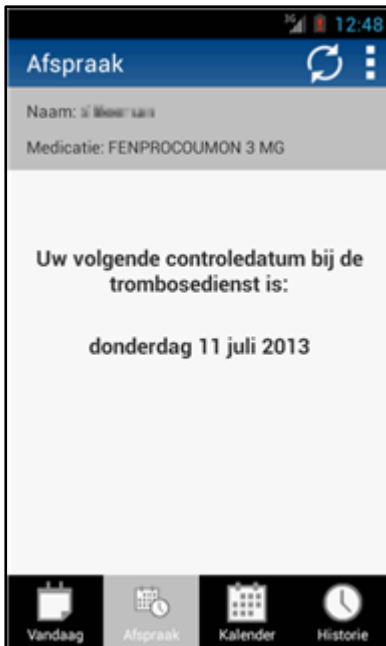 3G 12:48
Afspraak
Naam:
Medicatie: FENPROCOUMON 3 MG
Uw volgende controledatum bij de
trombosedienst is:
donderdag 11 juli 2013
Vandaag Afspraak Kalender Historie